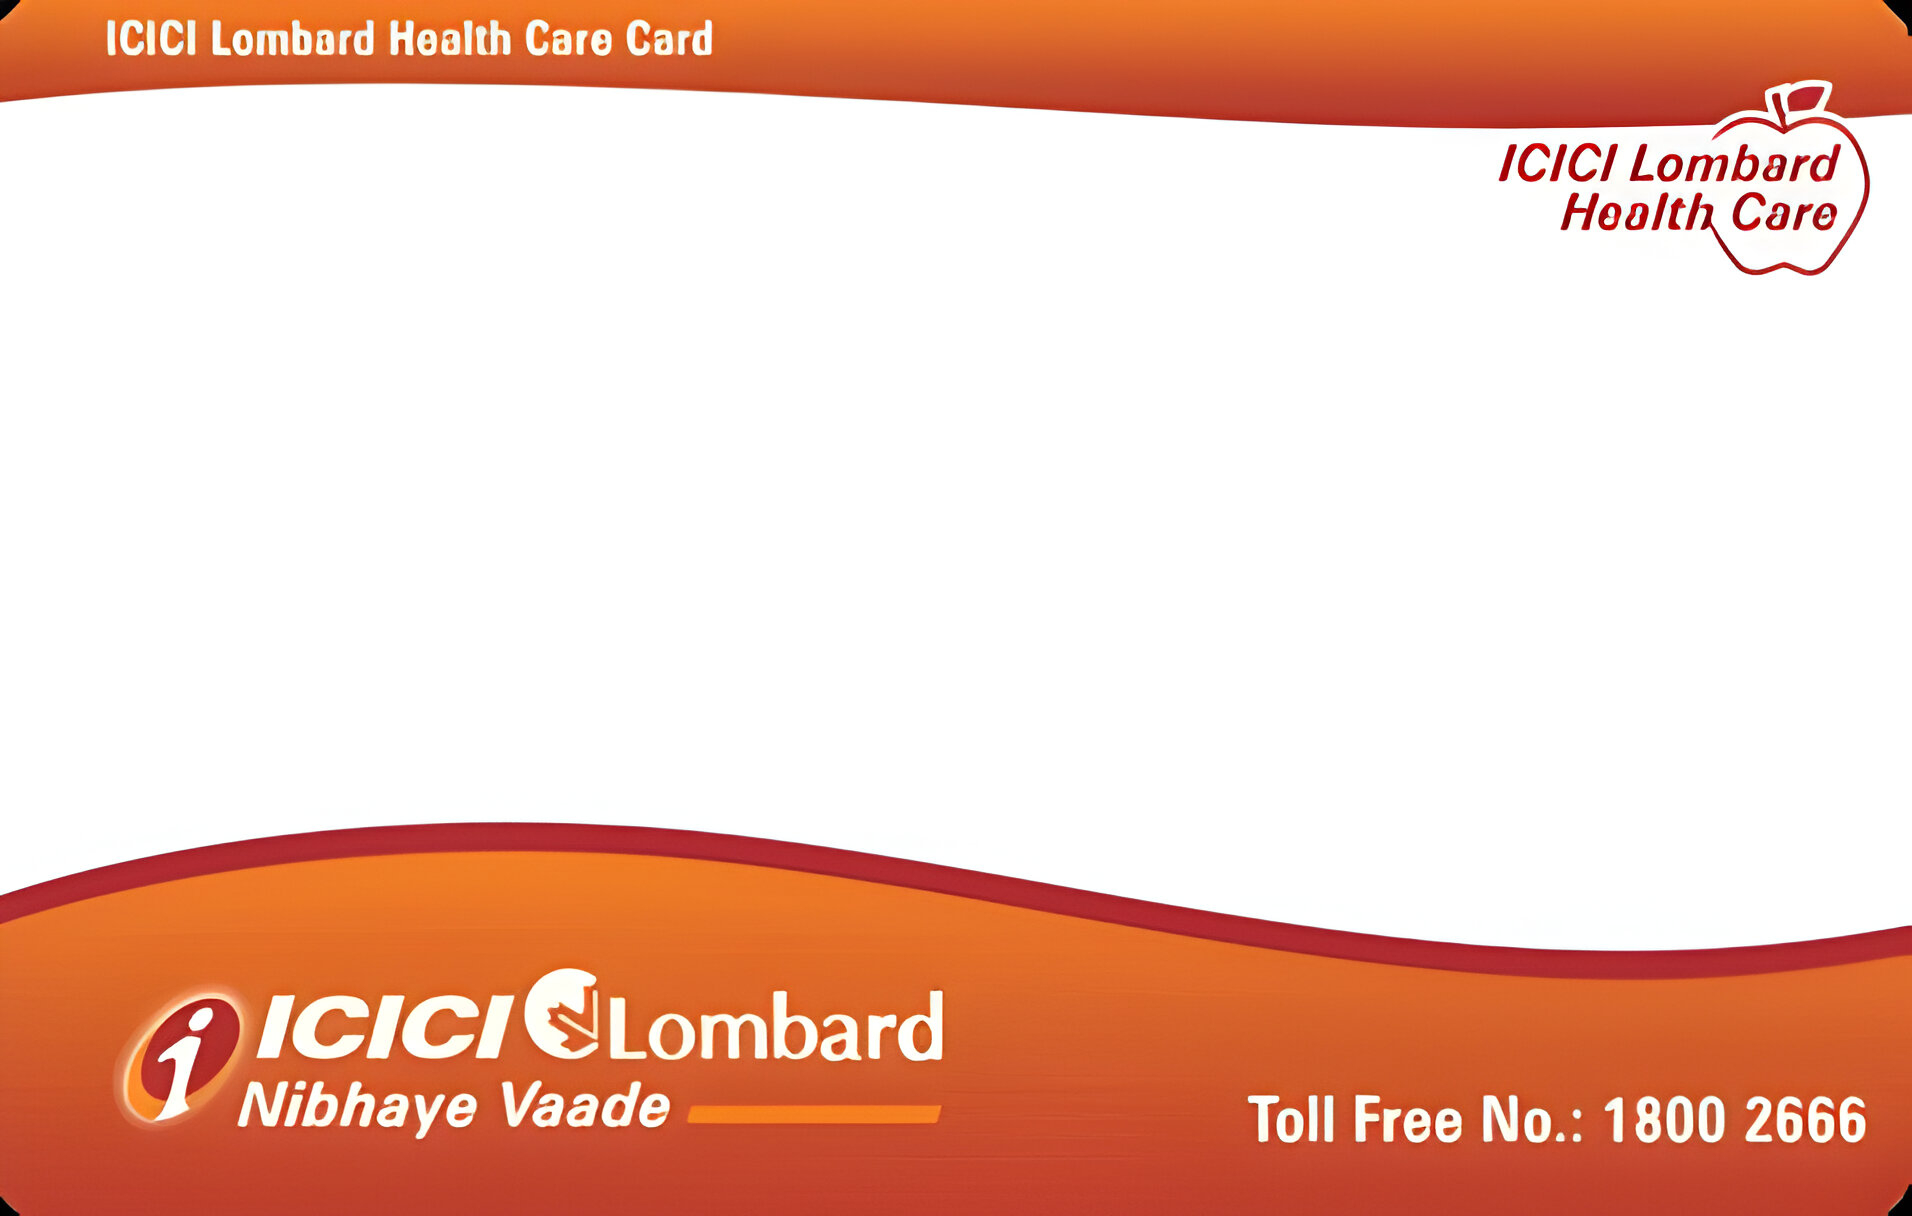 ICICI Lombard Health Care Card
ICICI Lombard
Health Care
i ICICI Lombard
Nibhaye Vaade
Toll Free No.: 1800 2666